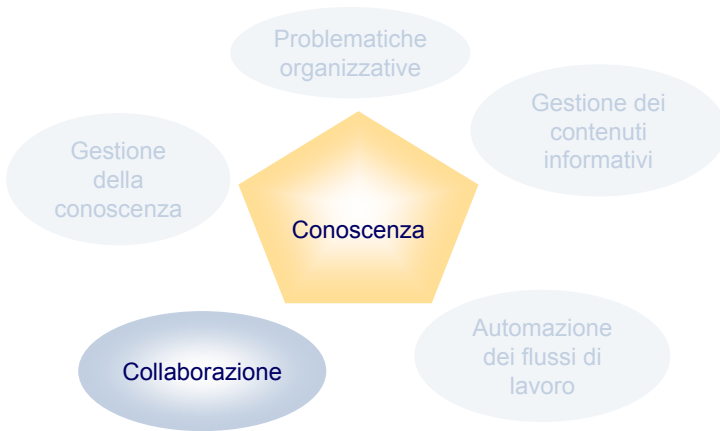 Problematiche
organizzative
Gestione dei
contenuti
informativi
Gestione
della
conoscenza
Conoscenza
Automazione
dei flussi di
lavoro
Collaborazione